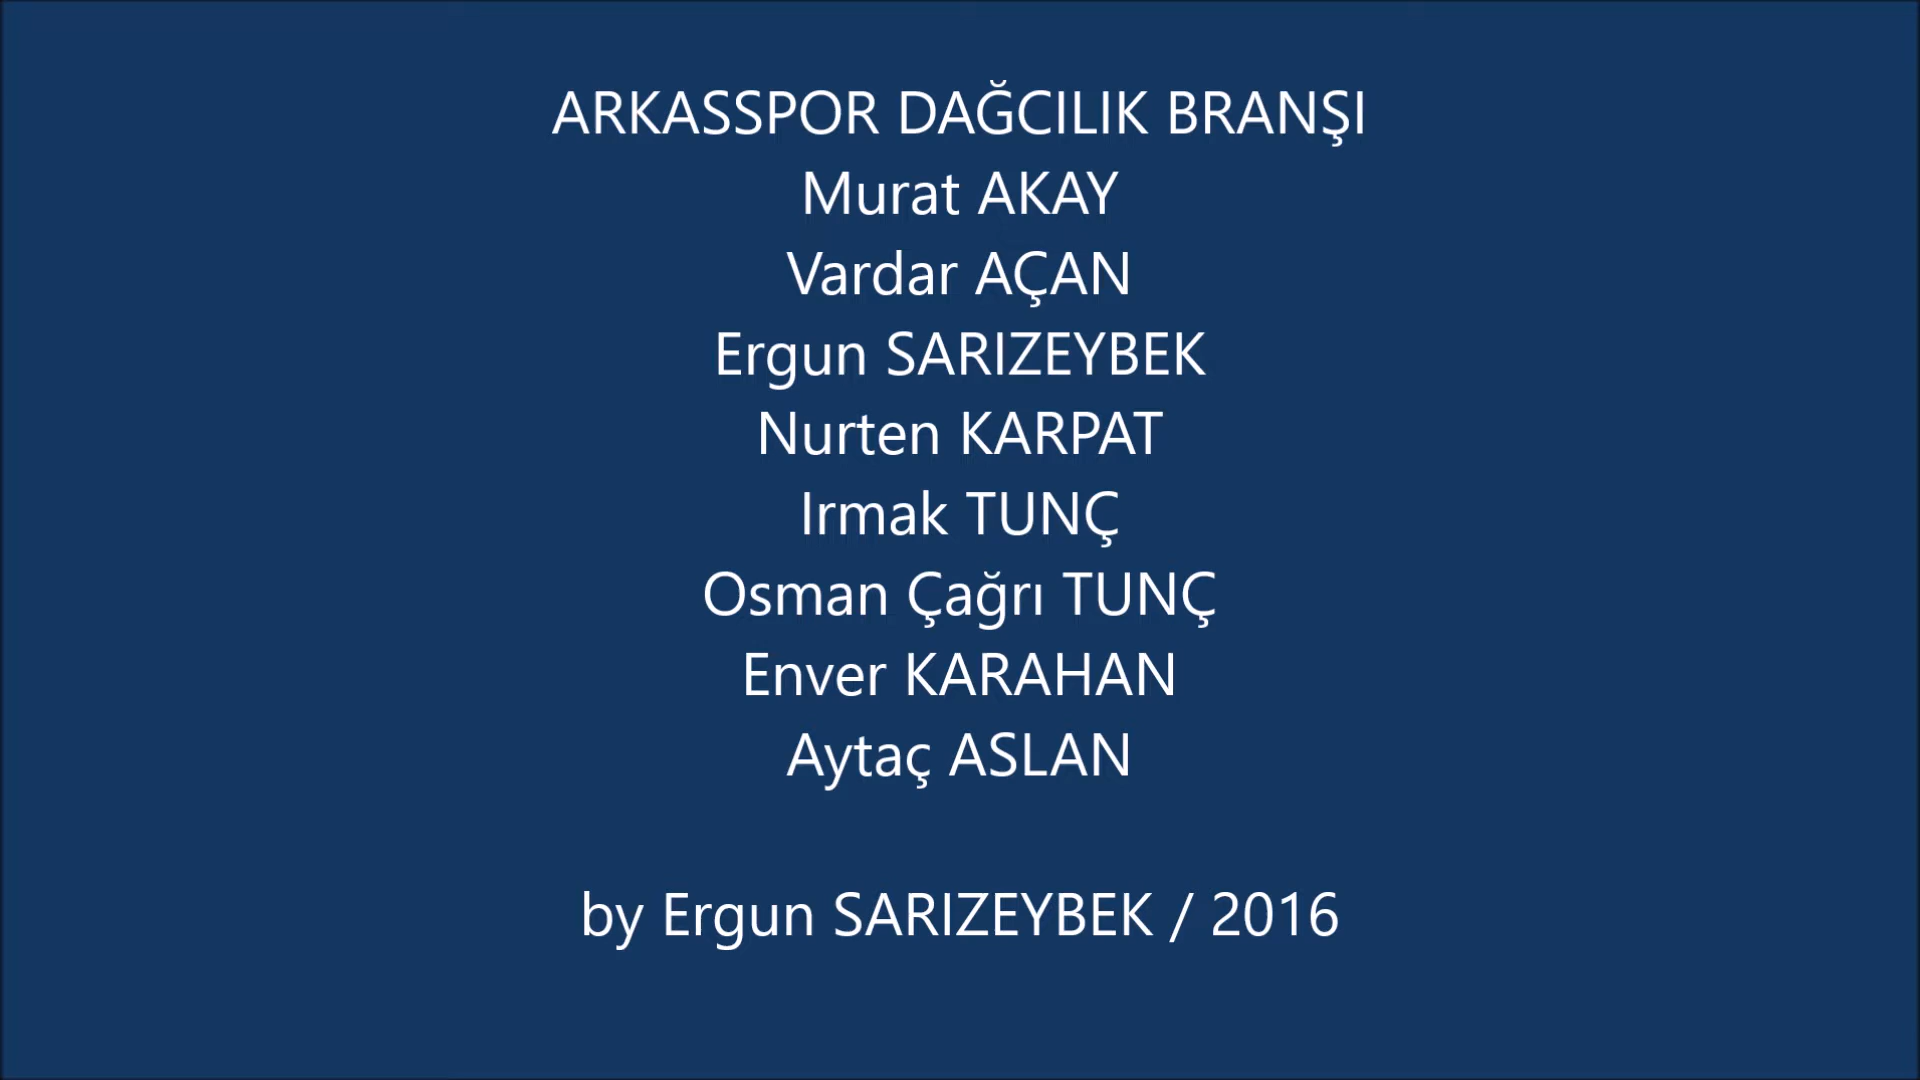 ARKASSPOR DAĞCILIK BRANŞI
Murat AKAY
Vardar AÇAN
Ergun SARIZEYBEK
Nurten KARPAT
Irmak TUNÇ
Osman Çağrı TUNÇ
Enver KARAHAN
Aytaç ASLAN
by Ergun SARIZEYBEK / 2016